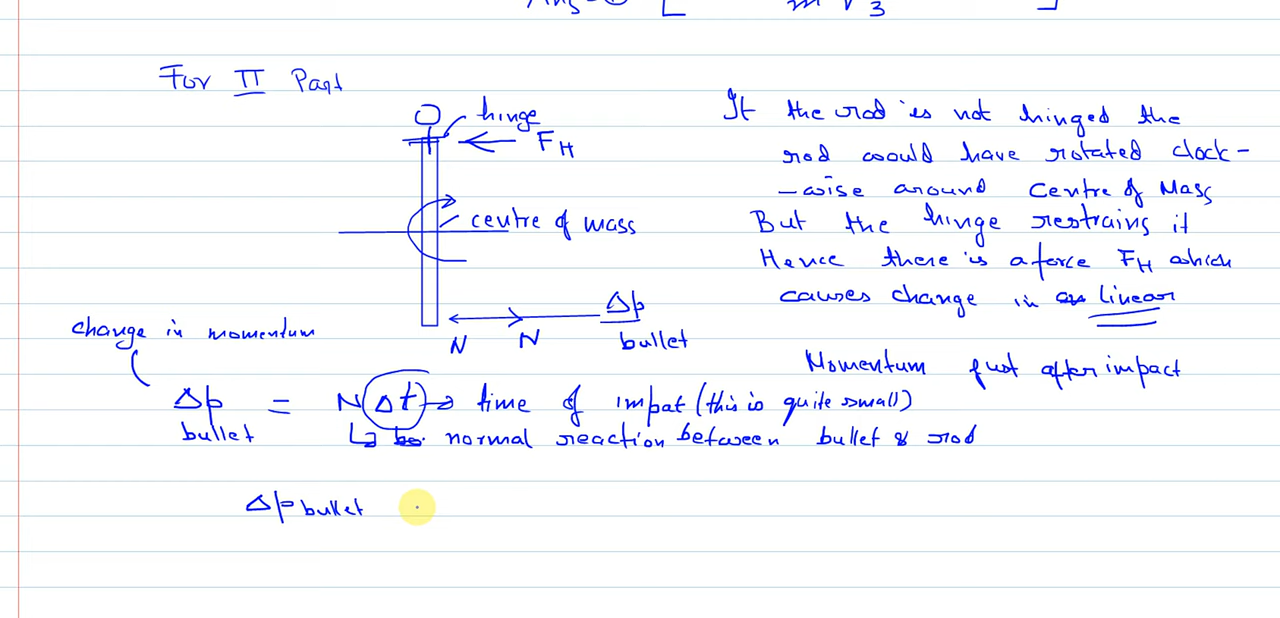 For II Part
hinge
F_H
centre of mass
Δp
bullet
N N
If the rod is not hinged the
rod would have rotated clock-
-wise around Centre of Mass
But the hinge restrains it
Hence there is a force F_H which
causes change in Linear
Momentum just after impact
change in momentum
Δp = N(Δt) → time of impat (this is quite small)
bullet ↳ normal reaction between bullet & rod
Δp bullet